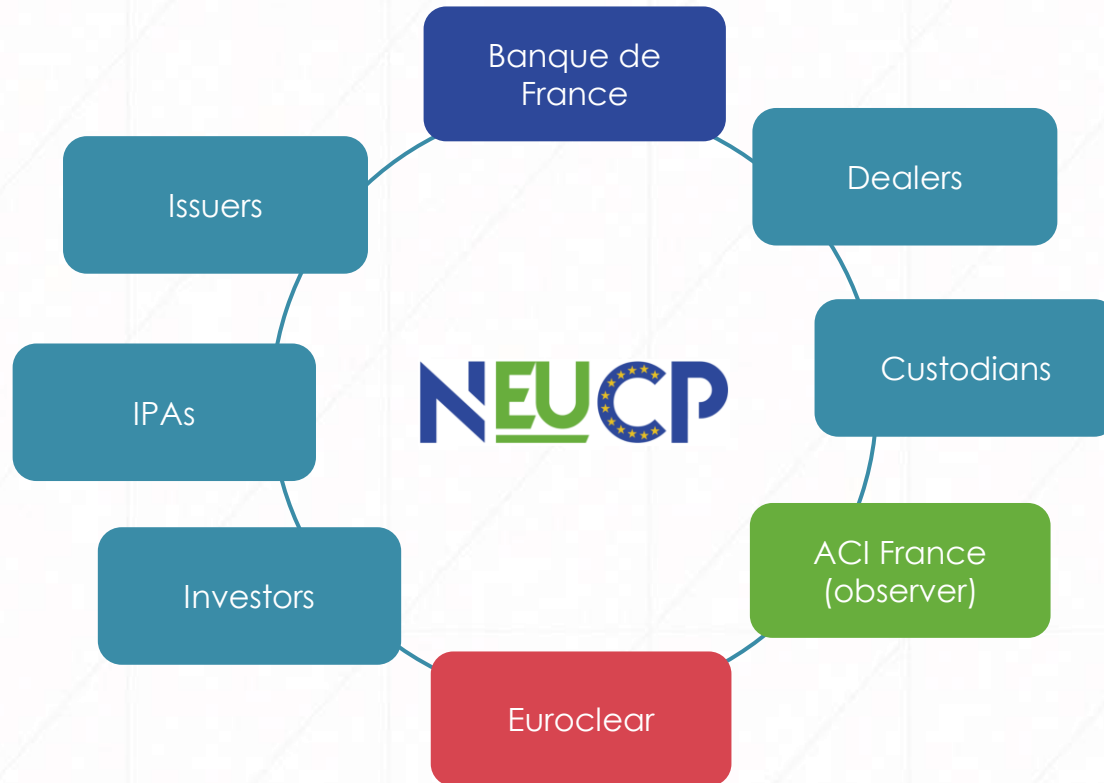 Banque de
France
Dealers
Issuers
Custodians
NEUCP
IPAs
ACI France
(observer)
Investors
Euroclear